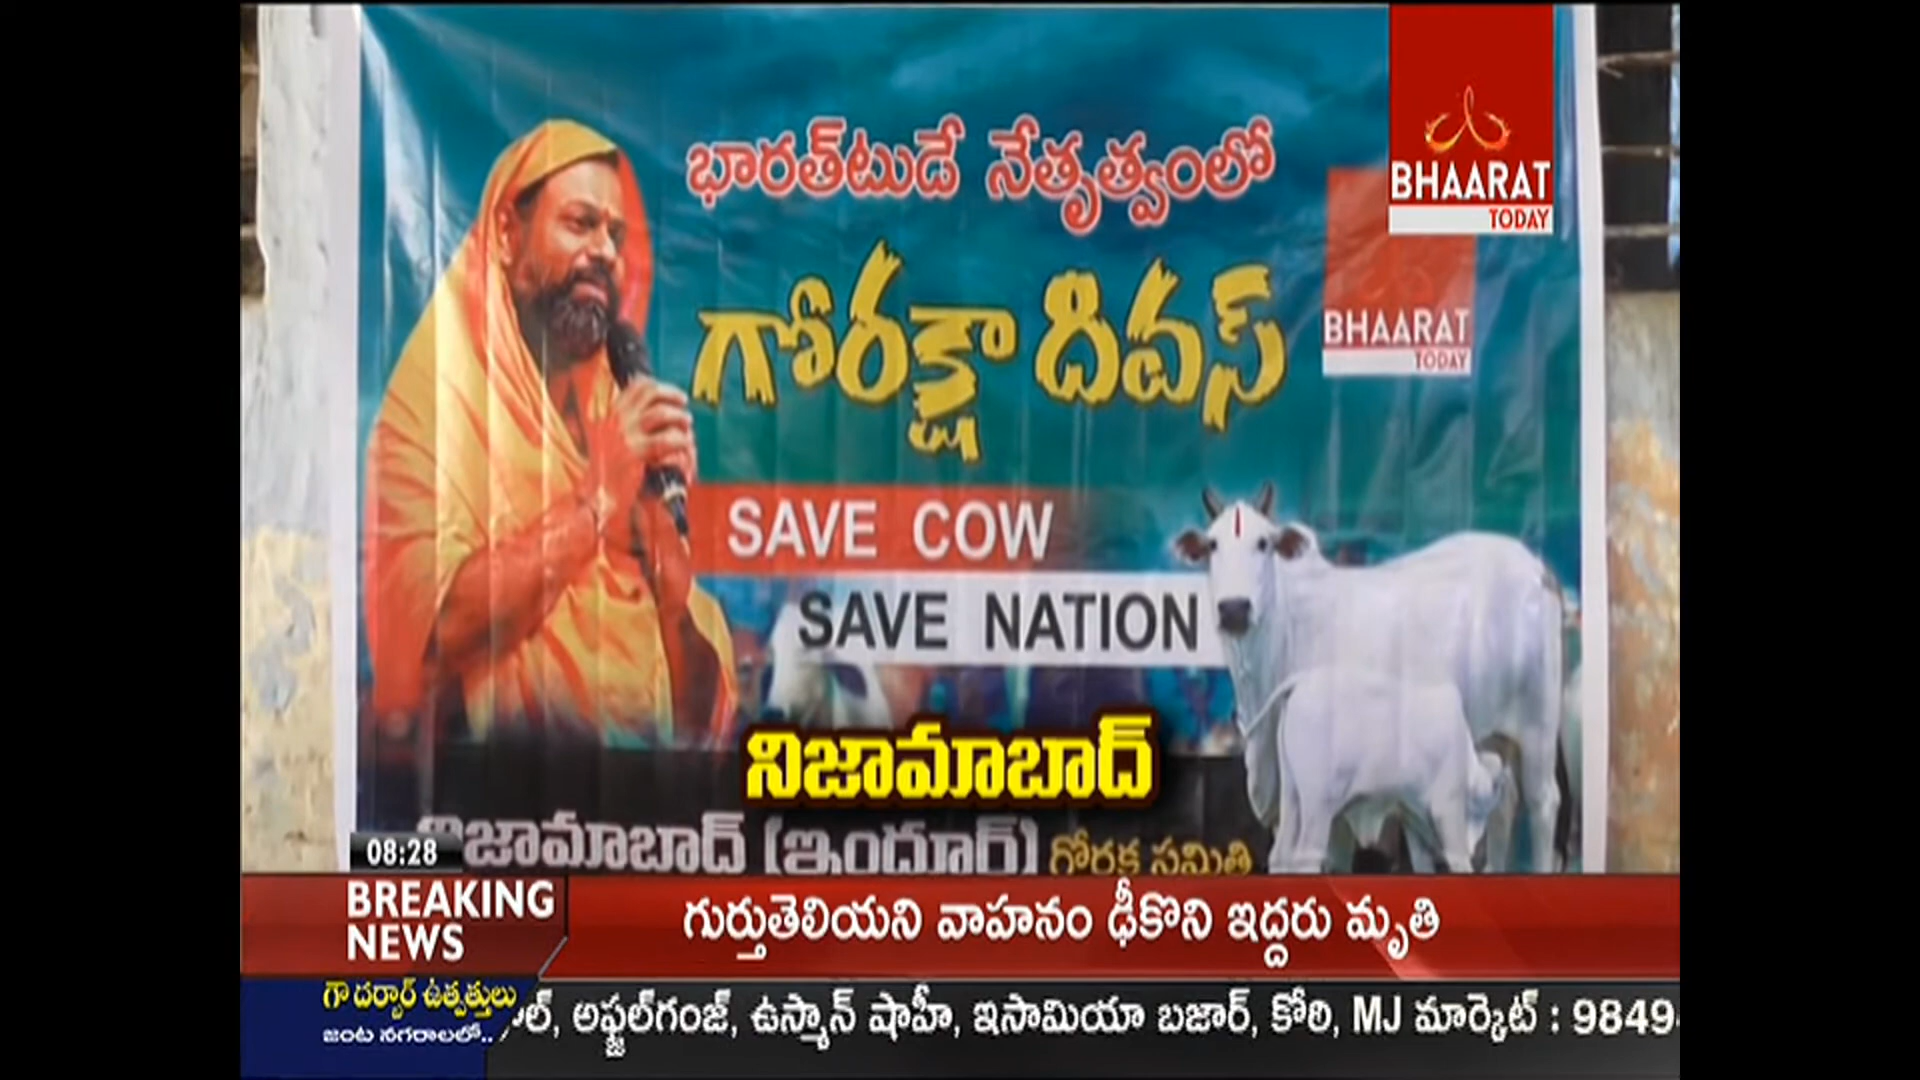 భారత్‌టుడే నేతృత్వంలో
BHAARAT
TODAY
గోరక్షా దివస్
BHAARAT
TODAY
SAVE COW
SAVE NATION
నిజామాబాద్
నిజామాబాద్ (ఇందూర్) గోరక్ష సమితి
08:28
BREAKING
NEWS
గుర్తుతెలియని వాహనం ఢీకొని ఇద్దరు మృతి
గో దర్బార్ ఉత్పత్తులు
జంట నగరాలలో..
అఫ్జల్‌గంజ్, ఉస్మాన్ షాహీ, ఇసామియా బజార్, కోఠి, MJ మార్కెట్ : 9849